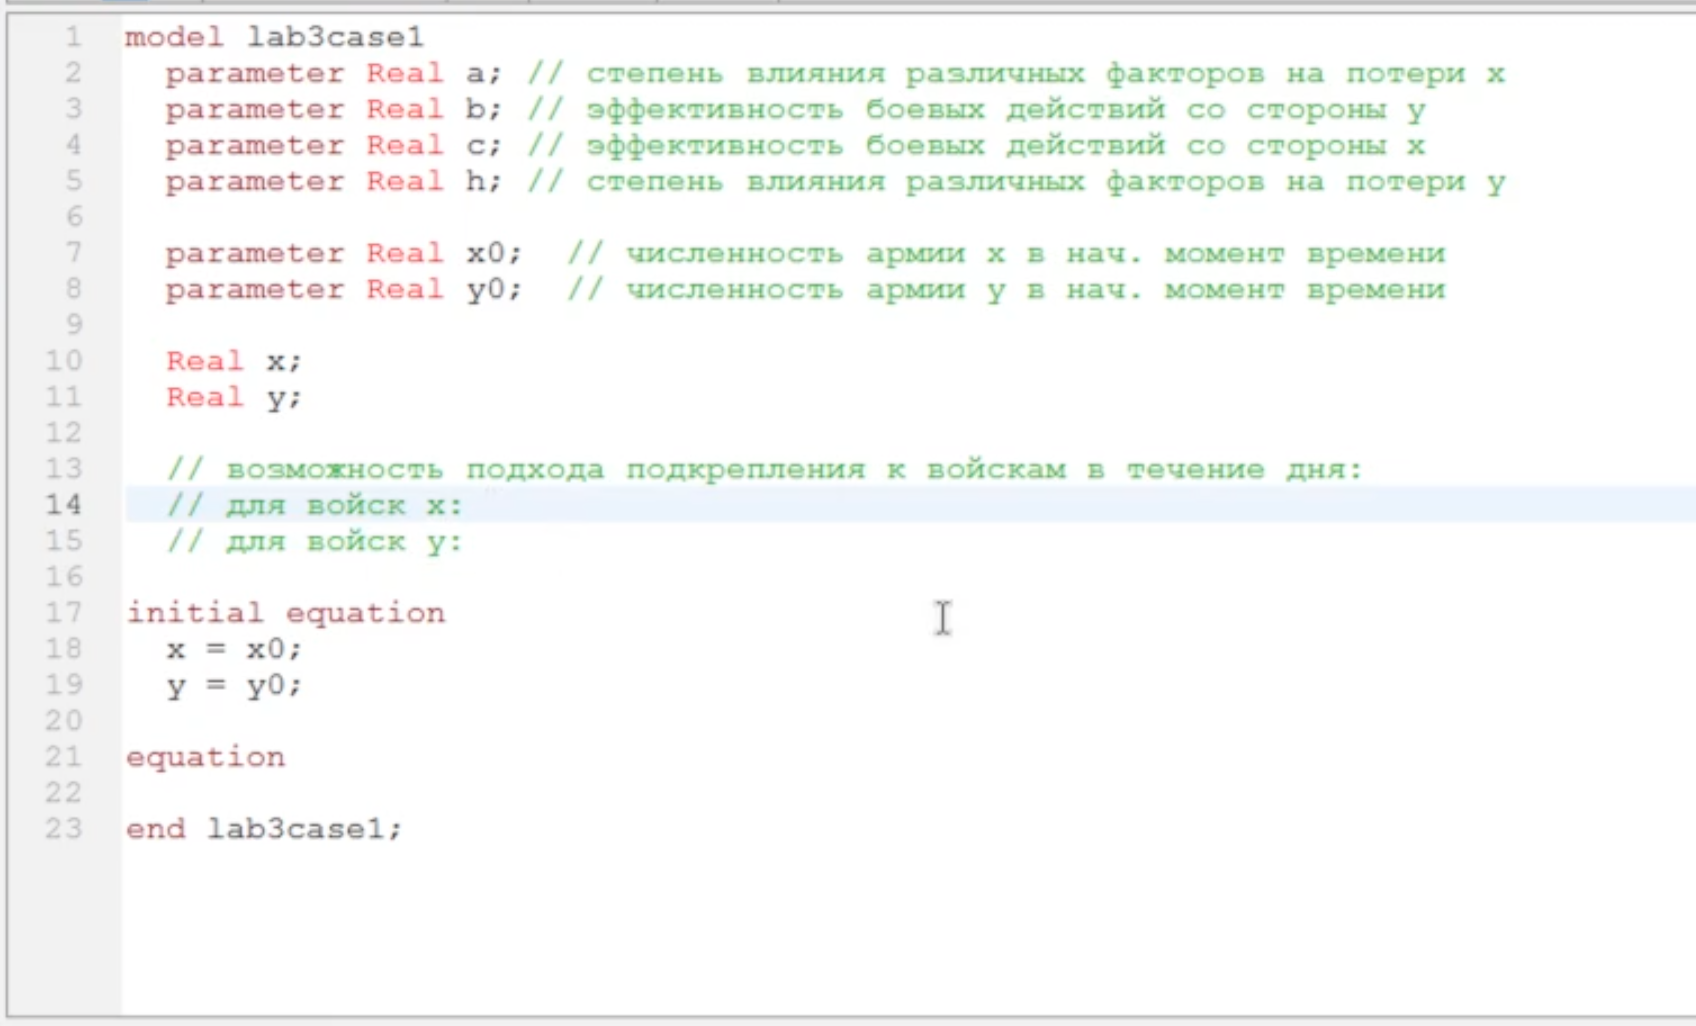 1 model lab3case1
2 parameter Real a; // степень влияния различных факторов на потери x
3 parameter Real b; // эффективность боевых действий со стороны y
4 parameter Real c; // эффективность боевых действий со стороны x
5 parameter Real h; // степень влияния различных факторов на потери y
6
7 parameter Real x0; // численность армии x в нач. момент времени
8 parameter Real y0; // численность армии y в нач. момент времени
9
10 Real x;
11 Real y;
12
13 // возможность подхода подкрепления к войскам в течение дня:
14 // для войск x:
15 // для войск y:
16
17 initial equation
18 x = x0;
19 y = y0;
20
21 equation
22
23 end lab3case1;